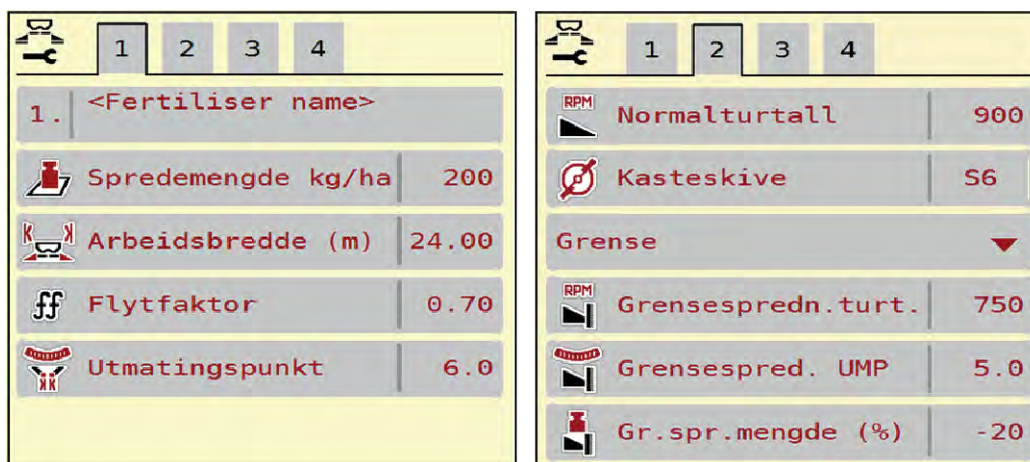 1 2 3 4
1. <Fertiliser name>
Spredemengde kg/ha 200
Arbeidsbredde (m) 24.00
ff Flytfaktor 0.70
Utmatingspunkt 6.0
1 2 3 4
RPM Normalturtall 900
Kasteskive S6
Grense
RPM Grensespredn.turt. 750
Grensespred. UMP 5.0
Gr.spr.mengde (%) -20